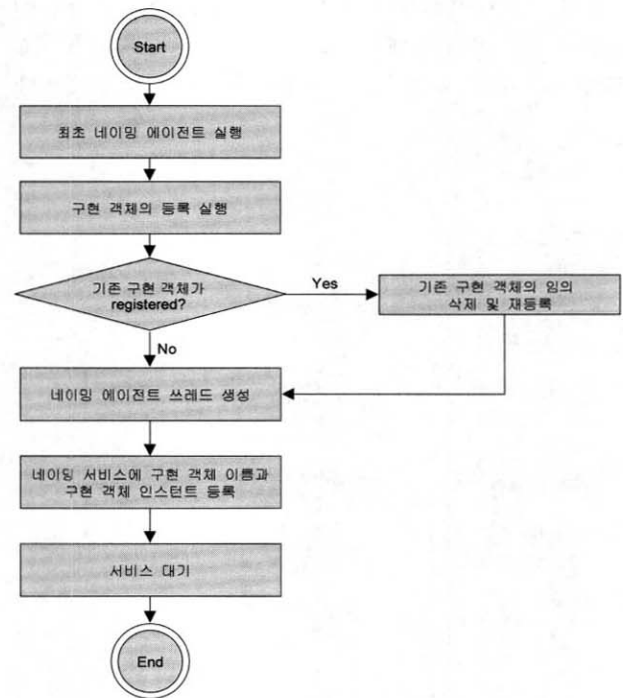 Start
최초 네이밍 에이전트 실행
구현 객체의 등록 실행
기존 구현 객체가
registered?
Yes
기존 구현 객체의 임의
삭제 및 재등록
No
네이밍 에이전트 쓰레드 생성
네이밍 서비스에 구현 객체 이름과
구현 객체 인스턴트 등록
서비스 대기
End